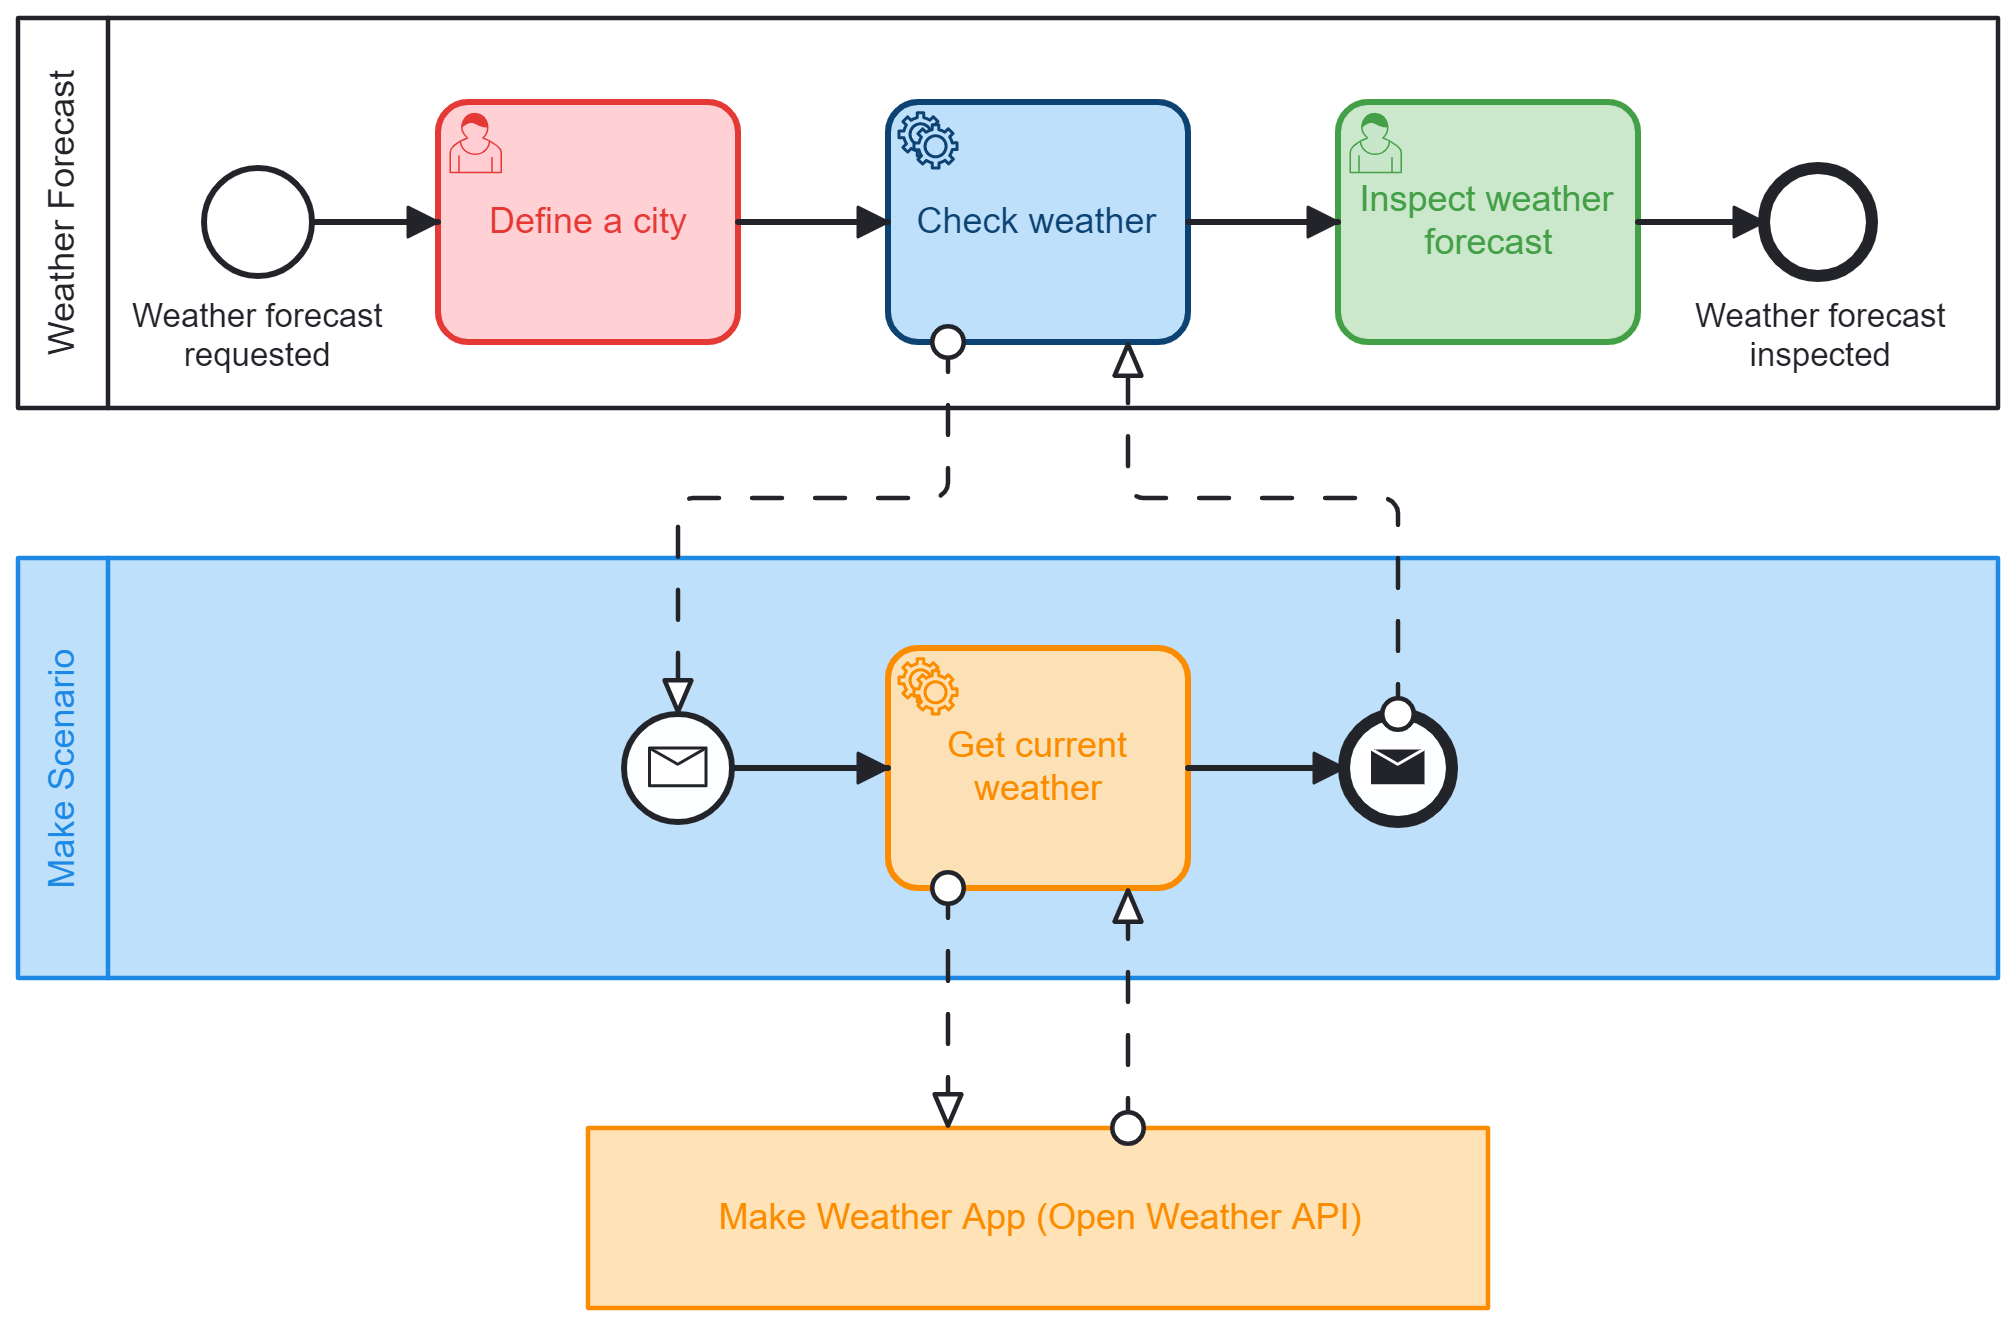 Weather Forecast
Define a city
Check weather
Inspect weather
forecast
Weather forecast
requested
Weather forecast
inspected
Make Scenario
Get current
weather
Make Weather App (Open Weather API)